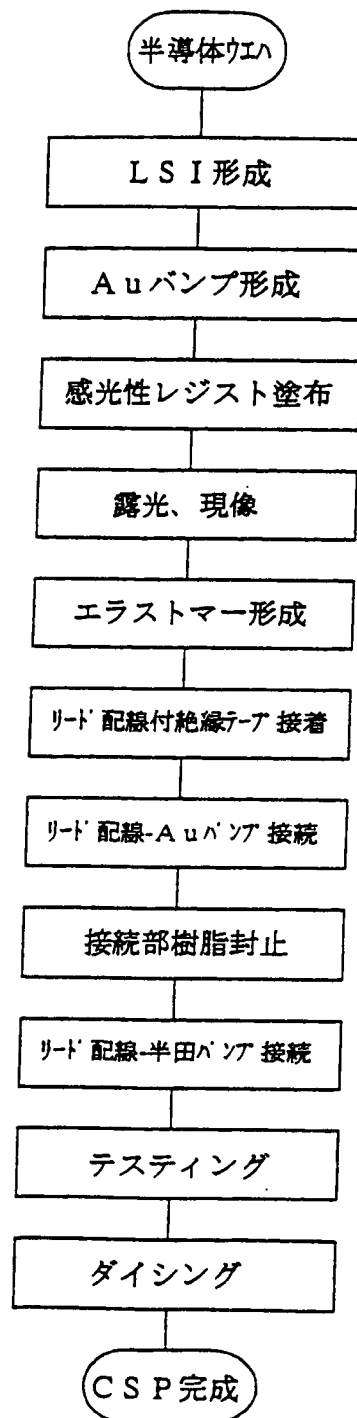 半導体ｳｴﾊ
ＬＳＩ形成
Ａｕバンプ形成
感光性レジスト塗布
露光、現像
エラストマー形成
ﾘｰﾄﾞ配線付絶縁ﾃｰﾌﾟ接着
ﾘｰﾄﾞ配線-Ａｕﾊﾞﾝﾌﾟ接続
接続部樹脂封止
ﾘｰﾄﾞ配線-半田ﾊﾞﾝﾌﾟ接続
テスティング
ダイシング
ＣＳＰ完成